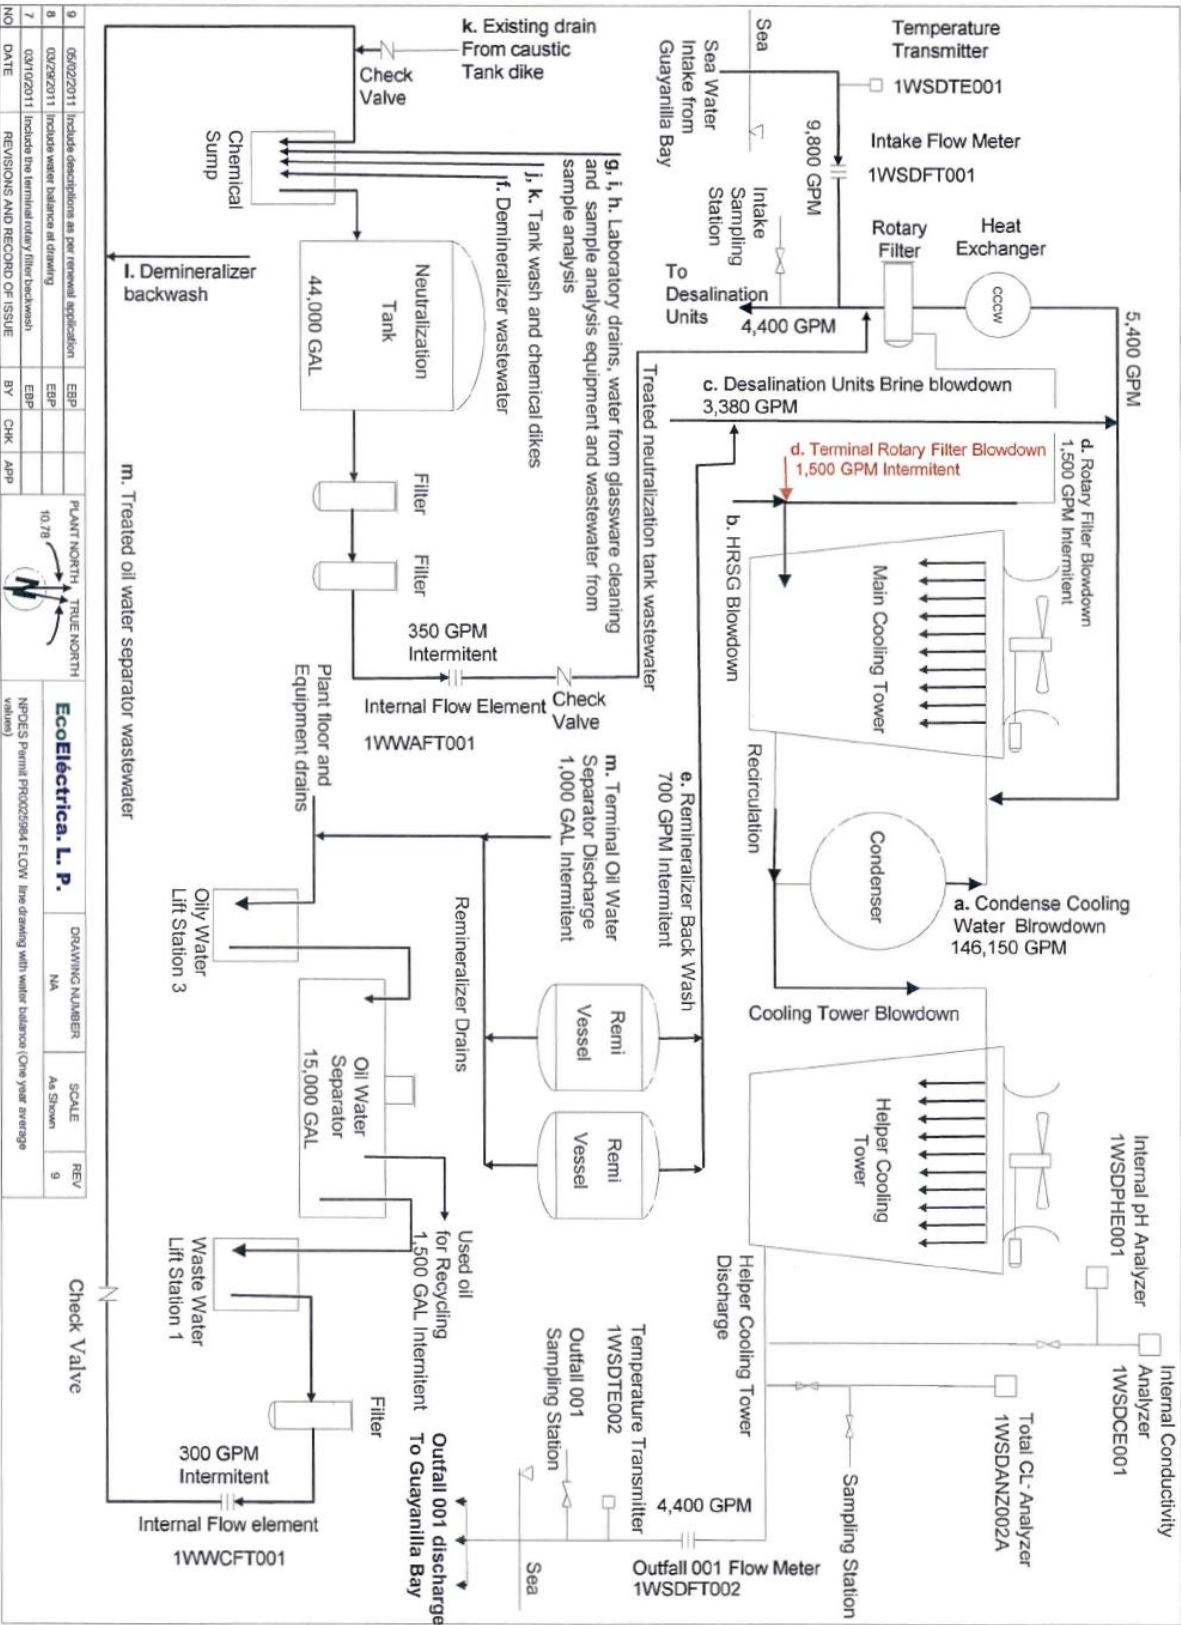 k. Existing drain
From caustic
Tank dike
Check
Valve
Chemical
Sump
g, i, h. Laboratory drains, water from glassware cleaning
and sample analysis equipment and wastewater from
sample analysis
j, k. Tank wash and chemical dikes
f. Demineralizer wastewater
l. Demineralizer
backwash
Neutralization
Tank
44,000 GAL
Filter
Filter
350 GPM
Intermitent
Internal Flow Element
1WWAFT001
Check
Valve
Treated neutralization tank wastewater
Sea
Sea Water
Intake from
Guayanilla Bay
Temperature
Transmitter
1WSDTE001
9,800 GPM
Intake Flow Meter
1WSDFT001
Intake
Sampling
Station
Rotary
Filter
Heat
Exchanger
CCCW
To
Desalination
Units
4,400 GPM
5,400 GPM
c. Desalination Units Brine blowdown
3,380 GPM
d. Terminal Rotary Filter Blowdown
1,500 GPM Intermitent
d. Rotary Filter Blowdown
1,500 GPM Intermitent
b. HRSG Blowdown
Main Cooling Tower
Recirculation
Condenser
a. Condense Cooling
Water Blrowdown
146,150 GPM
Cooling Tower Blowdown
Helper Cooling
Tower
Helper Cooling Tower
Discharge
Internal pH Analyzer
1WSDPHE001
Internal Conductivity
Analyzer
1WSDCE001
Total CL- Analyzer
1WSDANZ002A
Sampling Station
e. Remineralizer Back Wash
700 GPM Intermitent
Remi
Vessel
Remi
Vessel
m. Terminal Oil Water
Separator Discharge
1,000 GAL Intermitent
Remineralizer Drains
Plant floor and
Equipment drains
Oily Water
Lift Station 3
Oil Water
Separator
15,000 GAL
Used oil
for Recycling
1,500 GAL Internitent
Waste Water
Lift Station 1
Filter
300 GPM
Intermitent
Internal Flow element
1WWCFT001
Check Valve
m. Treated oil water separator wastewater
Temperature Transmitter
1WSDTE002
Outfall 001
Sampling Station
4,400 GPM
Outfall 001 Flow Meter
1WSDFT002
Sea
Outfall 001 discharge
To Guayanilla Bay
9 05/02/2011 Include descriptions as per renewal application EBP
8 03/29/2011 Include water balance at drawing EBP
7 03/10/2011 Include the terminal rotary filter backwash EBP
NO DATE REVISIONS AND RECORD OF ISSUE BY CHK APP
PLANT NORTH TRUE NORTH
10.78
N
EcoEléctrica. L. P.
DRAWING NUMBER SCALE REV
NA As Shown 9
NPDES Permit PR0025984 FLOW line drawing with water balance (One year average
values)